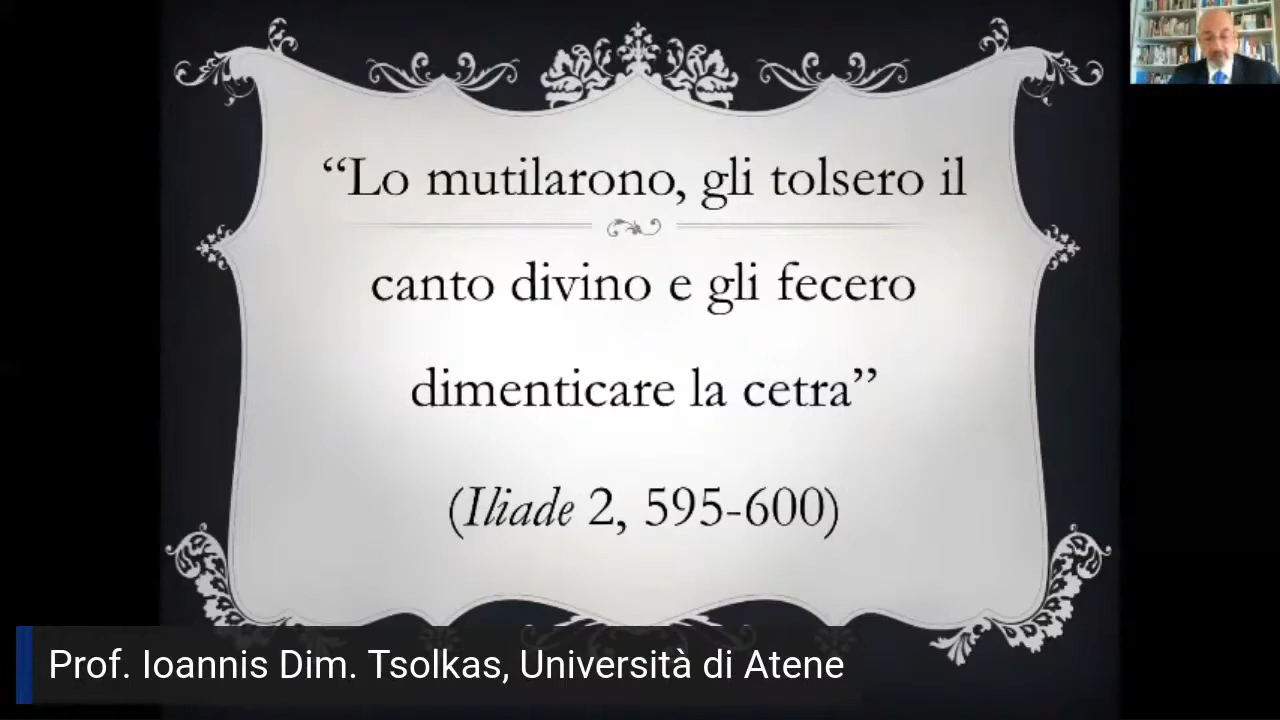 “Lo mutilarono, gli tolsero il
canto divino e gli fecero
dimenticare la cetra”
(Iliade 2, 595-600)
Prof. Ioannis Dim. Tsolkas, Università di Atene